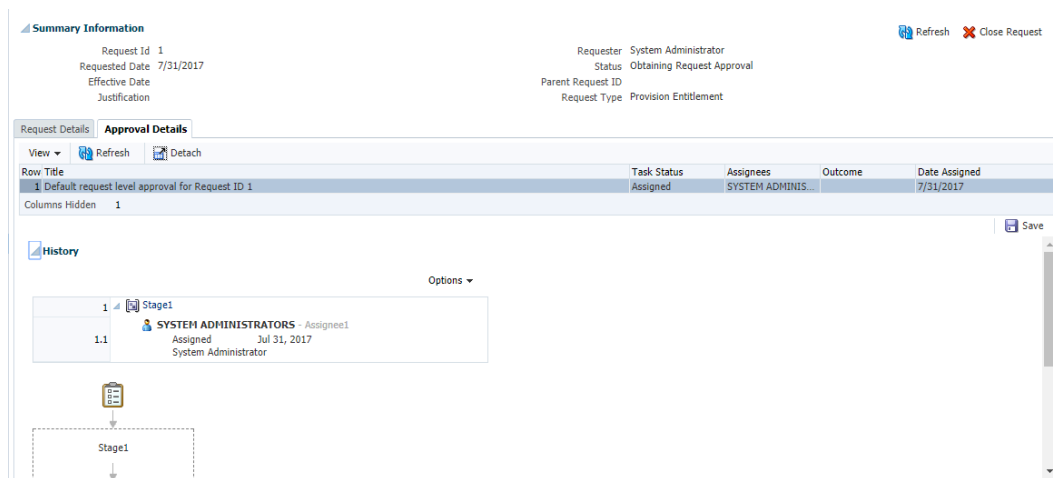 Summary Information
Refresh Close Request
Request Id 1 Requester System Administrator
Requested Date 7/31/2017 Status Obtaining Request Approval
Effective Date Parent Request ID
Justification Request Type Provision Entitlement
Request Details Approval Details
View Refresh Detach
Row Title Task Status Assignees Outcome Date Assigned
1 Default request level approval for Request ID 1 Assigned SYSTEM ADMINIS... 7/31/2017
Columns Hidden 1
Save
History
Options
1 Stage1
SYSTEM ADMINISTRATORS - Assignee1
1.1 Assigned Jul 31, 2017
System Administrator
Stage1